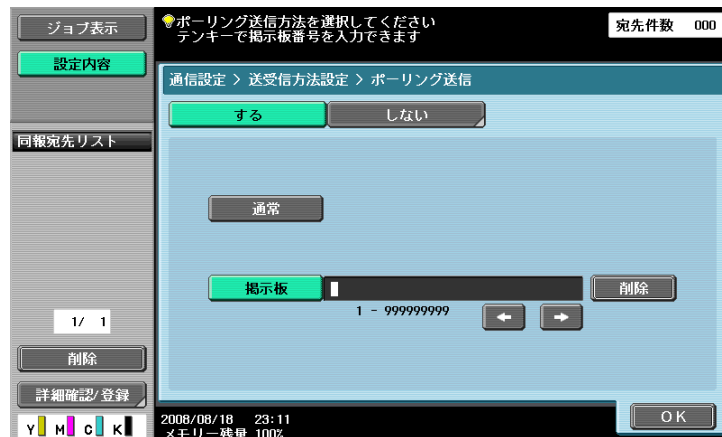 ジョブ表示
設定内容
ポーリング送信方法を選択してください
テンキーで掲示板番号を入力できます
宛先件数 000
通信設定 > 送受信方法設定 > ポーリング送信
する
しない
同報宛先リスト
通常
掲示板
削除
1 - 999999999
1/ 1
削除
詳細確認/登録
Y M C K
2008/08/18 23:11
メモリー残量 100%
OK